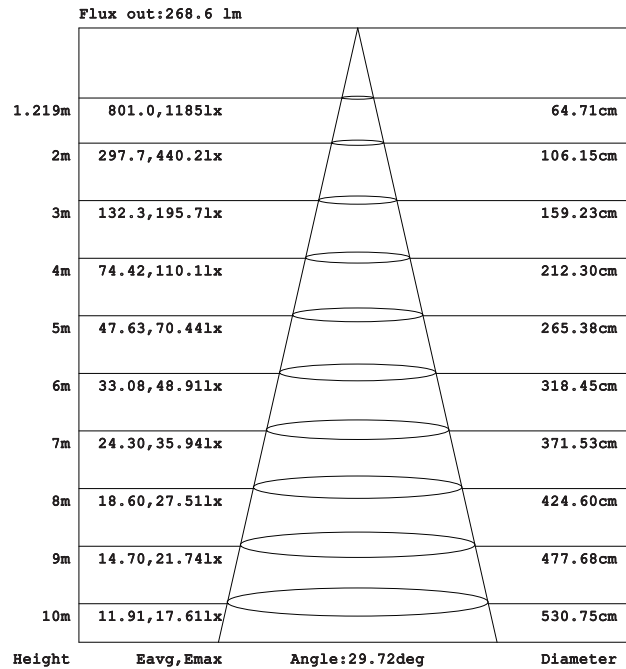 Flux out:268.6 lm
1.219m 801.0,1185lx 64.71cm
2m 297.7,440.2lx 106.15cm
3m 132.3,195.7lx 159.23cm
4m 74.42,110.1lx 212.30cm
5m 47.63,70.44lx 265.38cm
6m 33.08,48.91lx 318.45cm
7m 24.30,35.94lx 371.53cm
8m 18.60,27.51lx 424.60cm
9m 14.70,21.74lx 477.68cm
10m 11.91,17.61lx 530.75cm
Height Eavg,Emax Angle:29.72deg Diameter